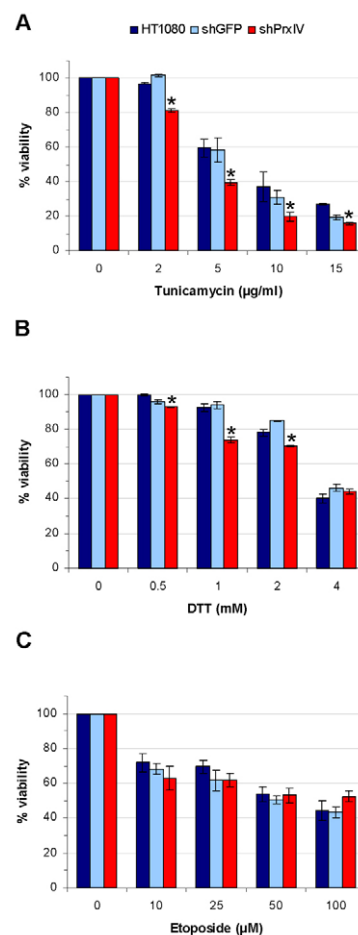 A
HT1080 shGFP shPrxIV
% viability
100
80
60
40
20
0
* * * *
0 2 5 10 15
Tunicamycin (µg/ml)
B
% viability
100
80
60
40
20
0
* * *
0 0.5 1 2 4
DTT (mM)
C
% viability
100
80
60
40
20
0
0 10 25 50 100
Etoposide (µM)